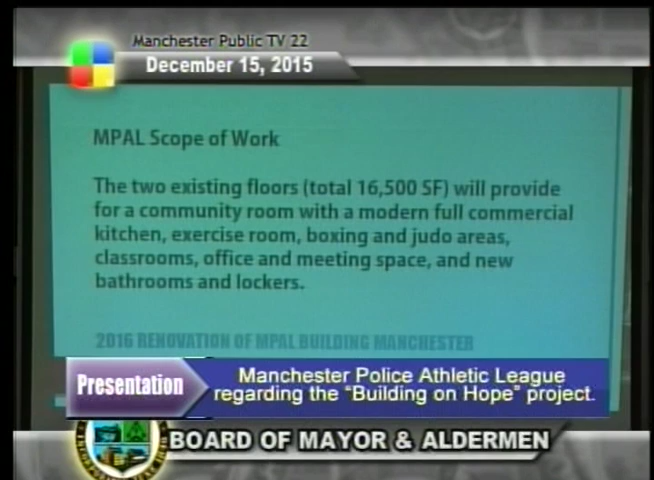 Manchester Public TV 22
December 15, 2015
MPAL Scope of Work
The two existing floors (total 16,500 SF) will provide
for a community room with a modern full commercial
kitchen, exercise room, boxing and judo areas,
classrooms, office and meeting space, and new
bathrooms and lockers.
2016 RENOVATION OF MPAL BUILDING MANCHESTER
Presentation
Manchester Police Athletic League
regarding the "Building on Hope" project.
BOARD OF MAYOR & ALDERMEN